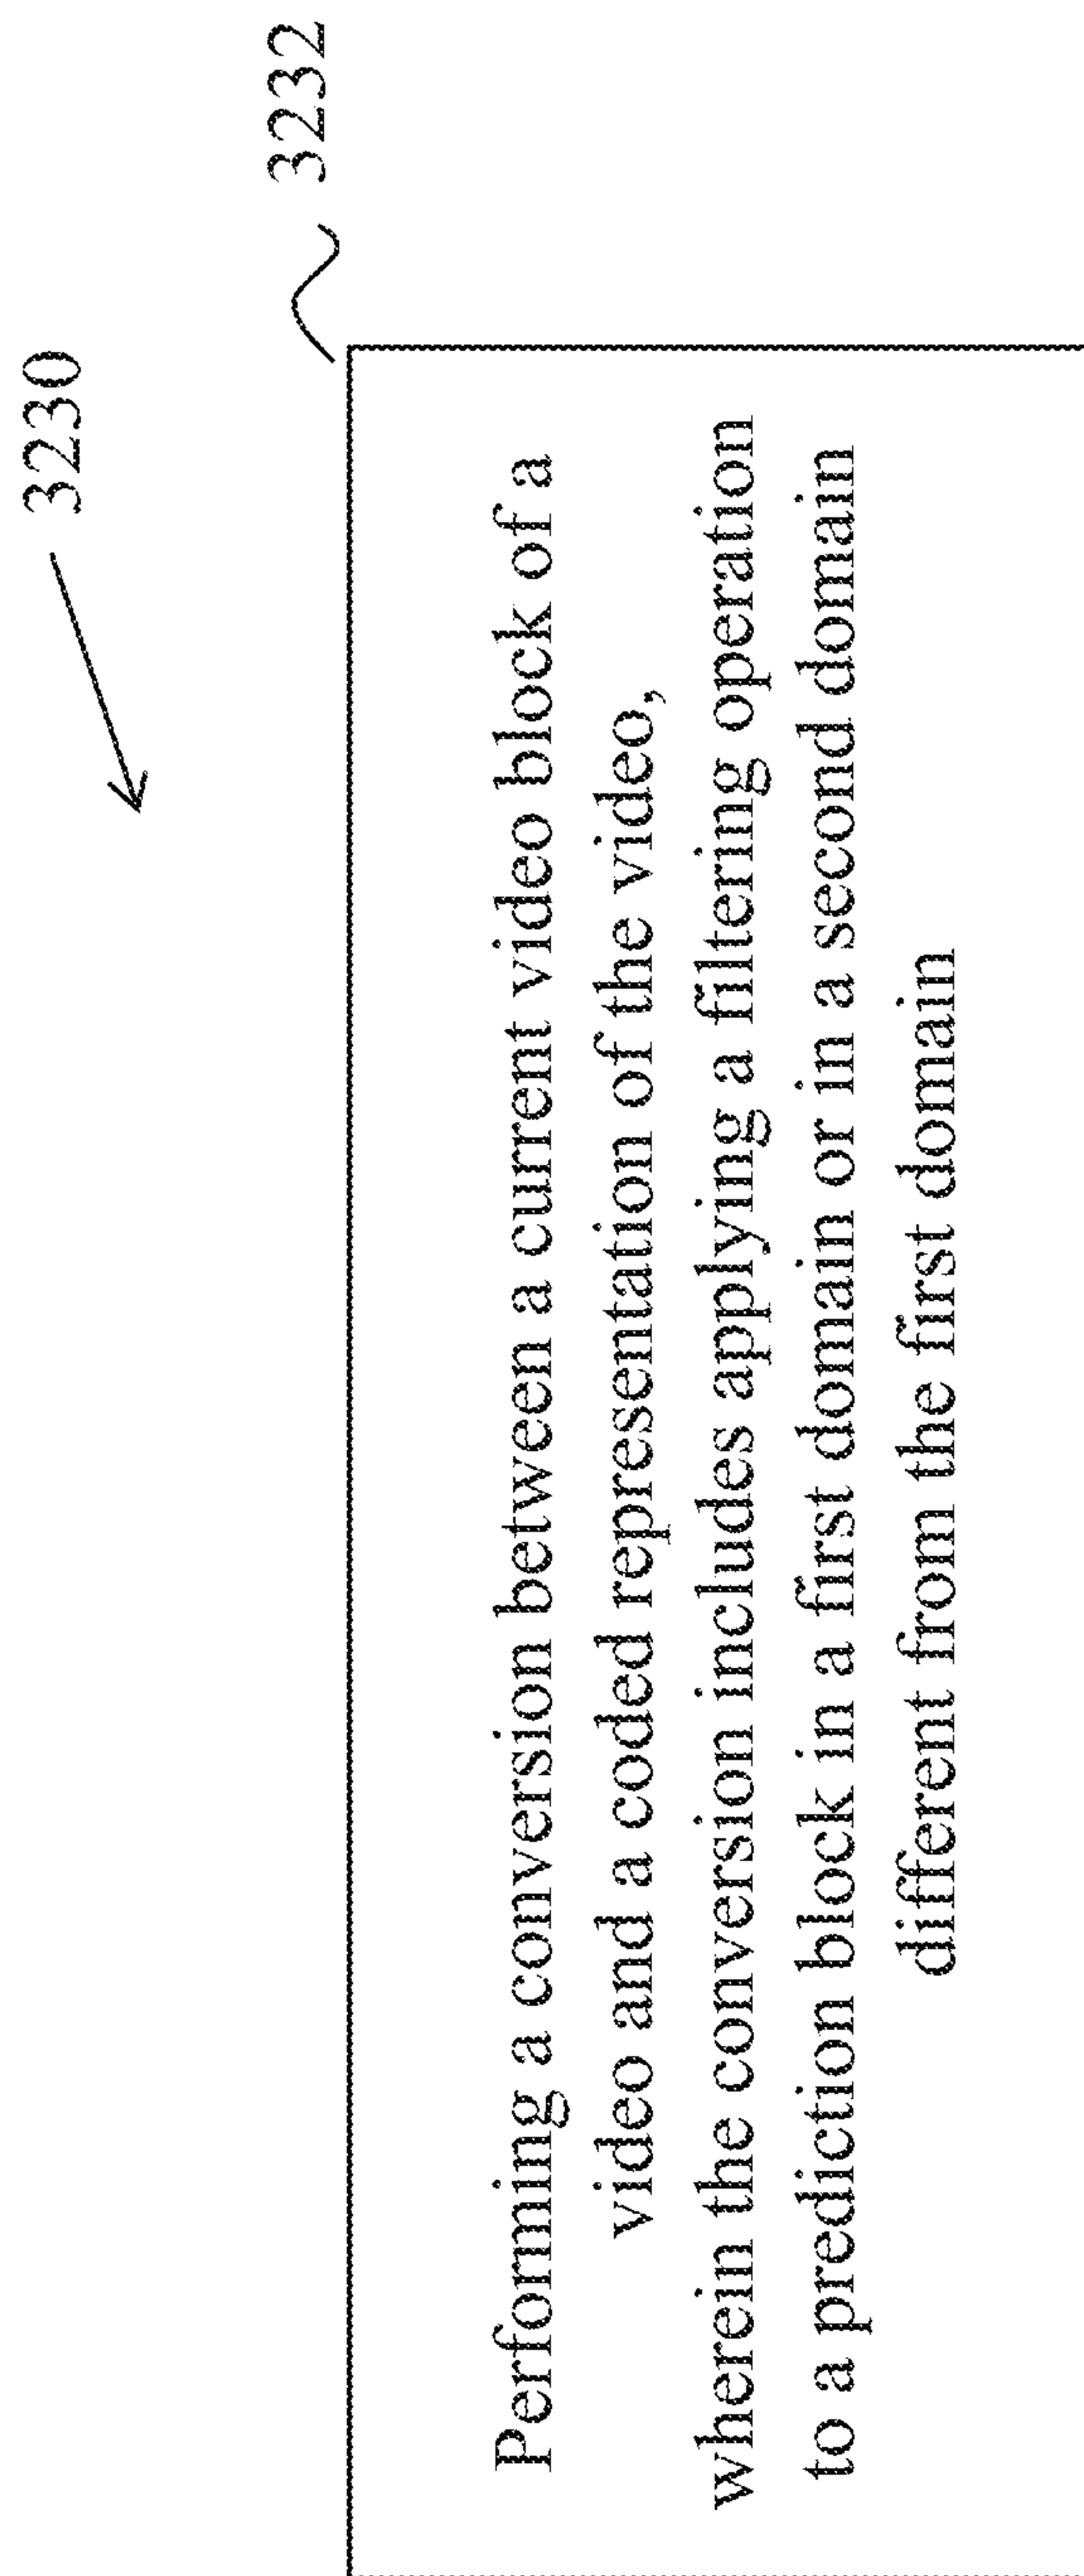 3230
3232
Performing a conversion between a current video block of a
video and a coded representation of the video,
wherein the conversion includes applying a filtering operation
to a prediction block in a first domain or in a second domain
different from the first domain